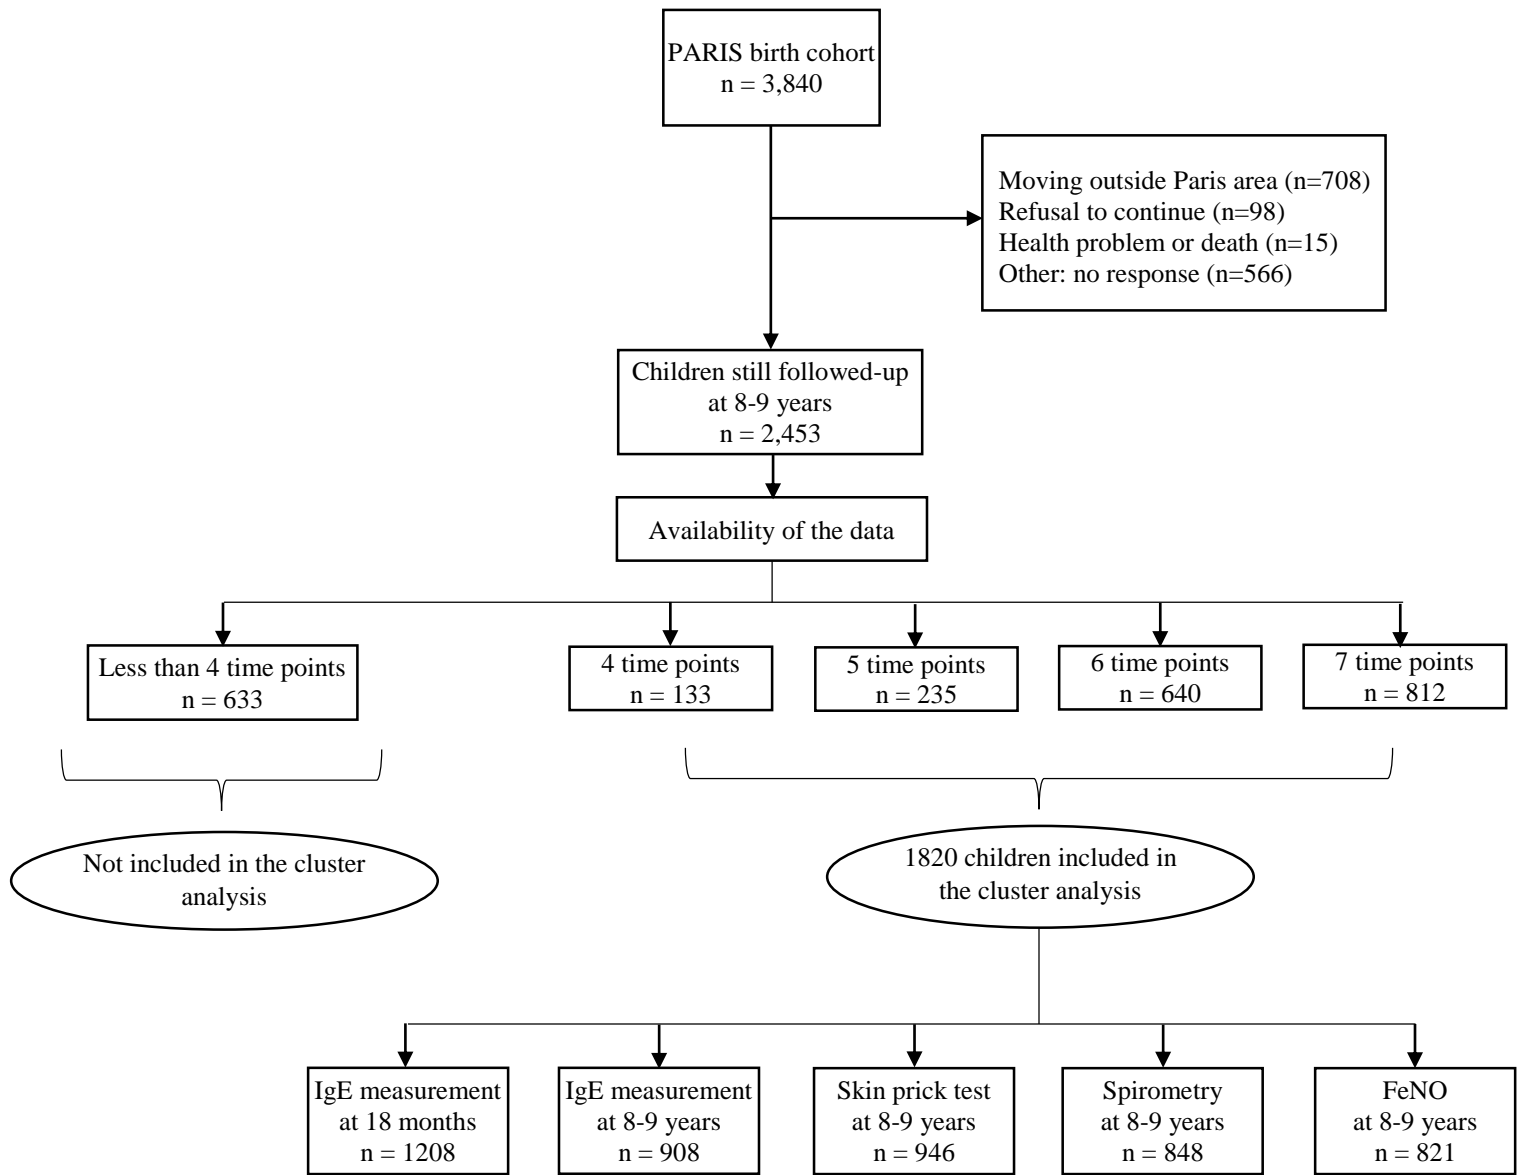 PARIS birth cohort
n = 3,840
Moving outside Paris area (n=708)
Refusal to continue (n=98)
Health problem or death (n=15)
Other: no response (n=566)
Children still followed-up
at 8-9 years
n = 2,453
Availability of the data
Less than 4 time points
n = 633
4 time points
n = 133
5 time points
n = 235
6 time points
n = 640
7 time points
n = 812
Not included in the cluster
analysis
1820 children included in
the cluster analysis
IgE measurement
at 18 months
n = 1208
IgE measurement
at 8-9 years
n = 908
Skin prick test
at 8-9 years
n = 946
Spirometry
at 8-9 years
n = 848
FeNO
at 8-9 years
n = 821